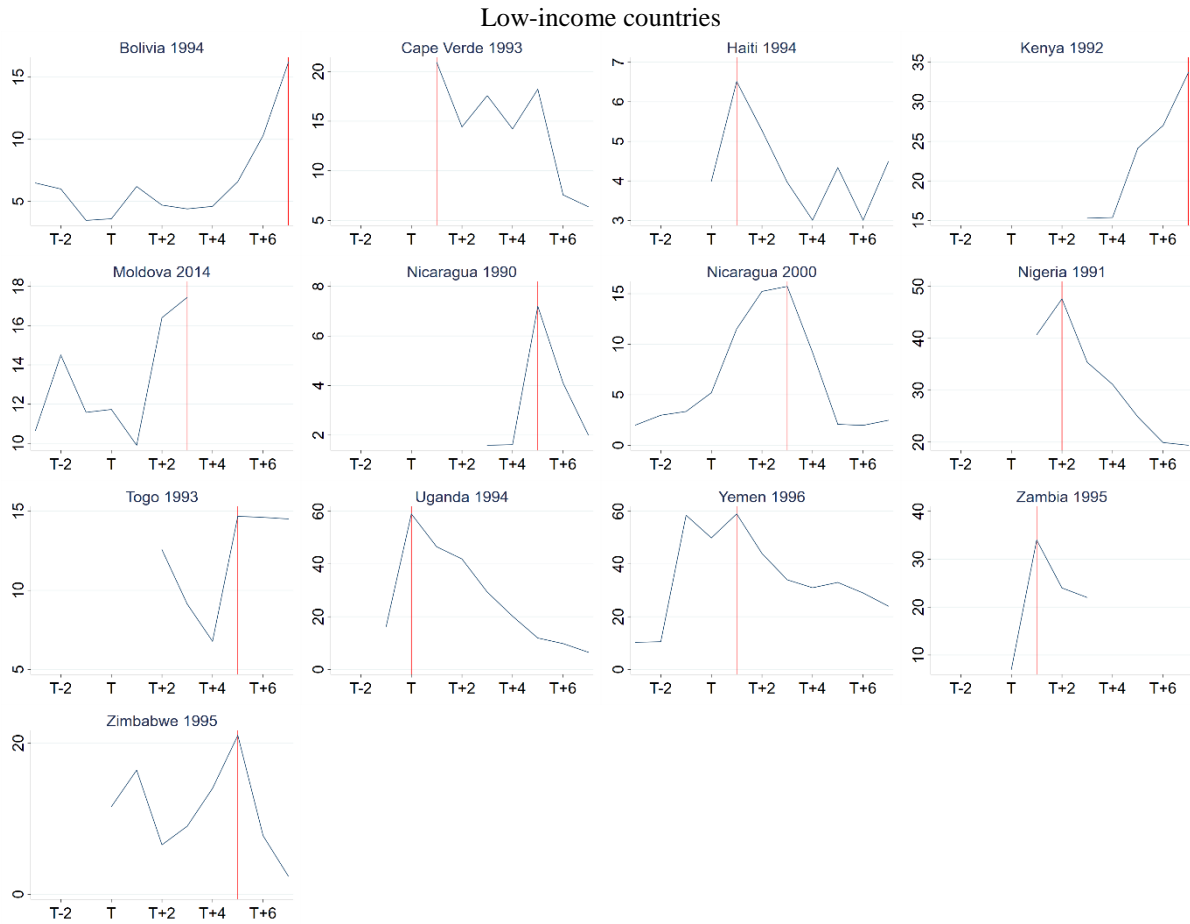 Low-income countries
Bolivia 1994
15
10
5
T-2 T T+2 T+4 T+6
Cape Verde 1993
20
15
10
5
T-2 T T+2 T+4 T+6
Haiti 1994
7
6
5
4
3
T-2 T T+2 T+4 T+6
Kenya 1992
35
30
25
20
15
T-2 T T+2 T+4 T+6
Moldova 2014
18
16
14
12
10
T-2 T T+2 T+4 T+6
Nicaragua 1990
8
6
4
2
T-2 T T+2 T+4 T+6
Nicaragua 2000
15
10
5
0
T-2 T T+2 T+4 T+6
Nigeria 1991
50
40
30
20
T-2 T T+2 T+4 T+6
Togo 1993
15
10
5
T-2 T T+2 T+4 T+6
Uganda 1994
60
40
20
0
T-2 T T+2 T+4 T+6
Yemen 1996
60
40
20
0
T-2 T T+2 T+4 T+6
Zambia 1995
40
30
20
10
T-2 T T+2 T+4 T+6
Zimbabwe 1995
20
0
T-2 T T+2 T+4 T+6